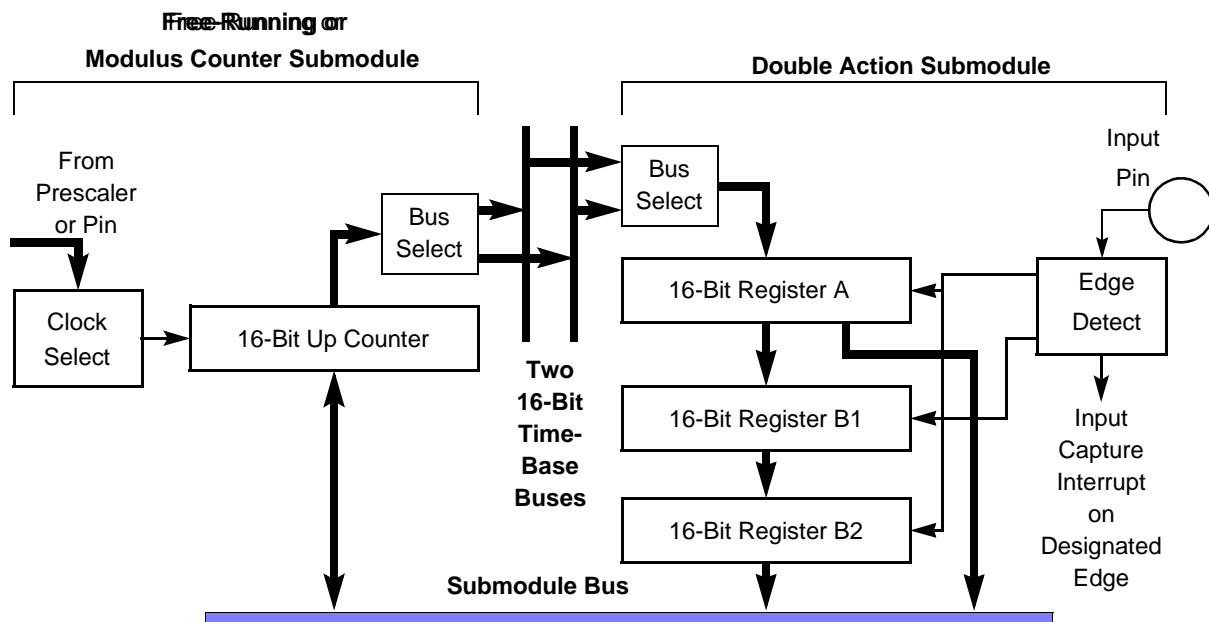 Free-Running or
Modulus Counter Submodule
Double Action Submodule
From
Prescaler
or Pin
Clock
Select
16-Bit Up Counter
Bus
Select
Two
16-Bit
Time-
Base
Buses
Bus
Select
16-Bit Register A
16-Bit Register B1
16-Bit Register B2
Input
Pin
Edge
Detect
Input
Capture
Interrupt
on
Designated
Edge
Submodule Bus